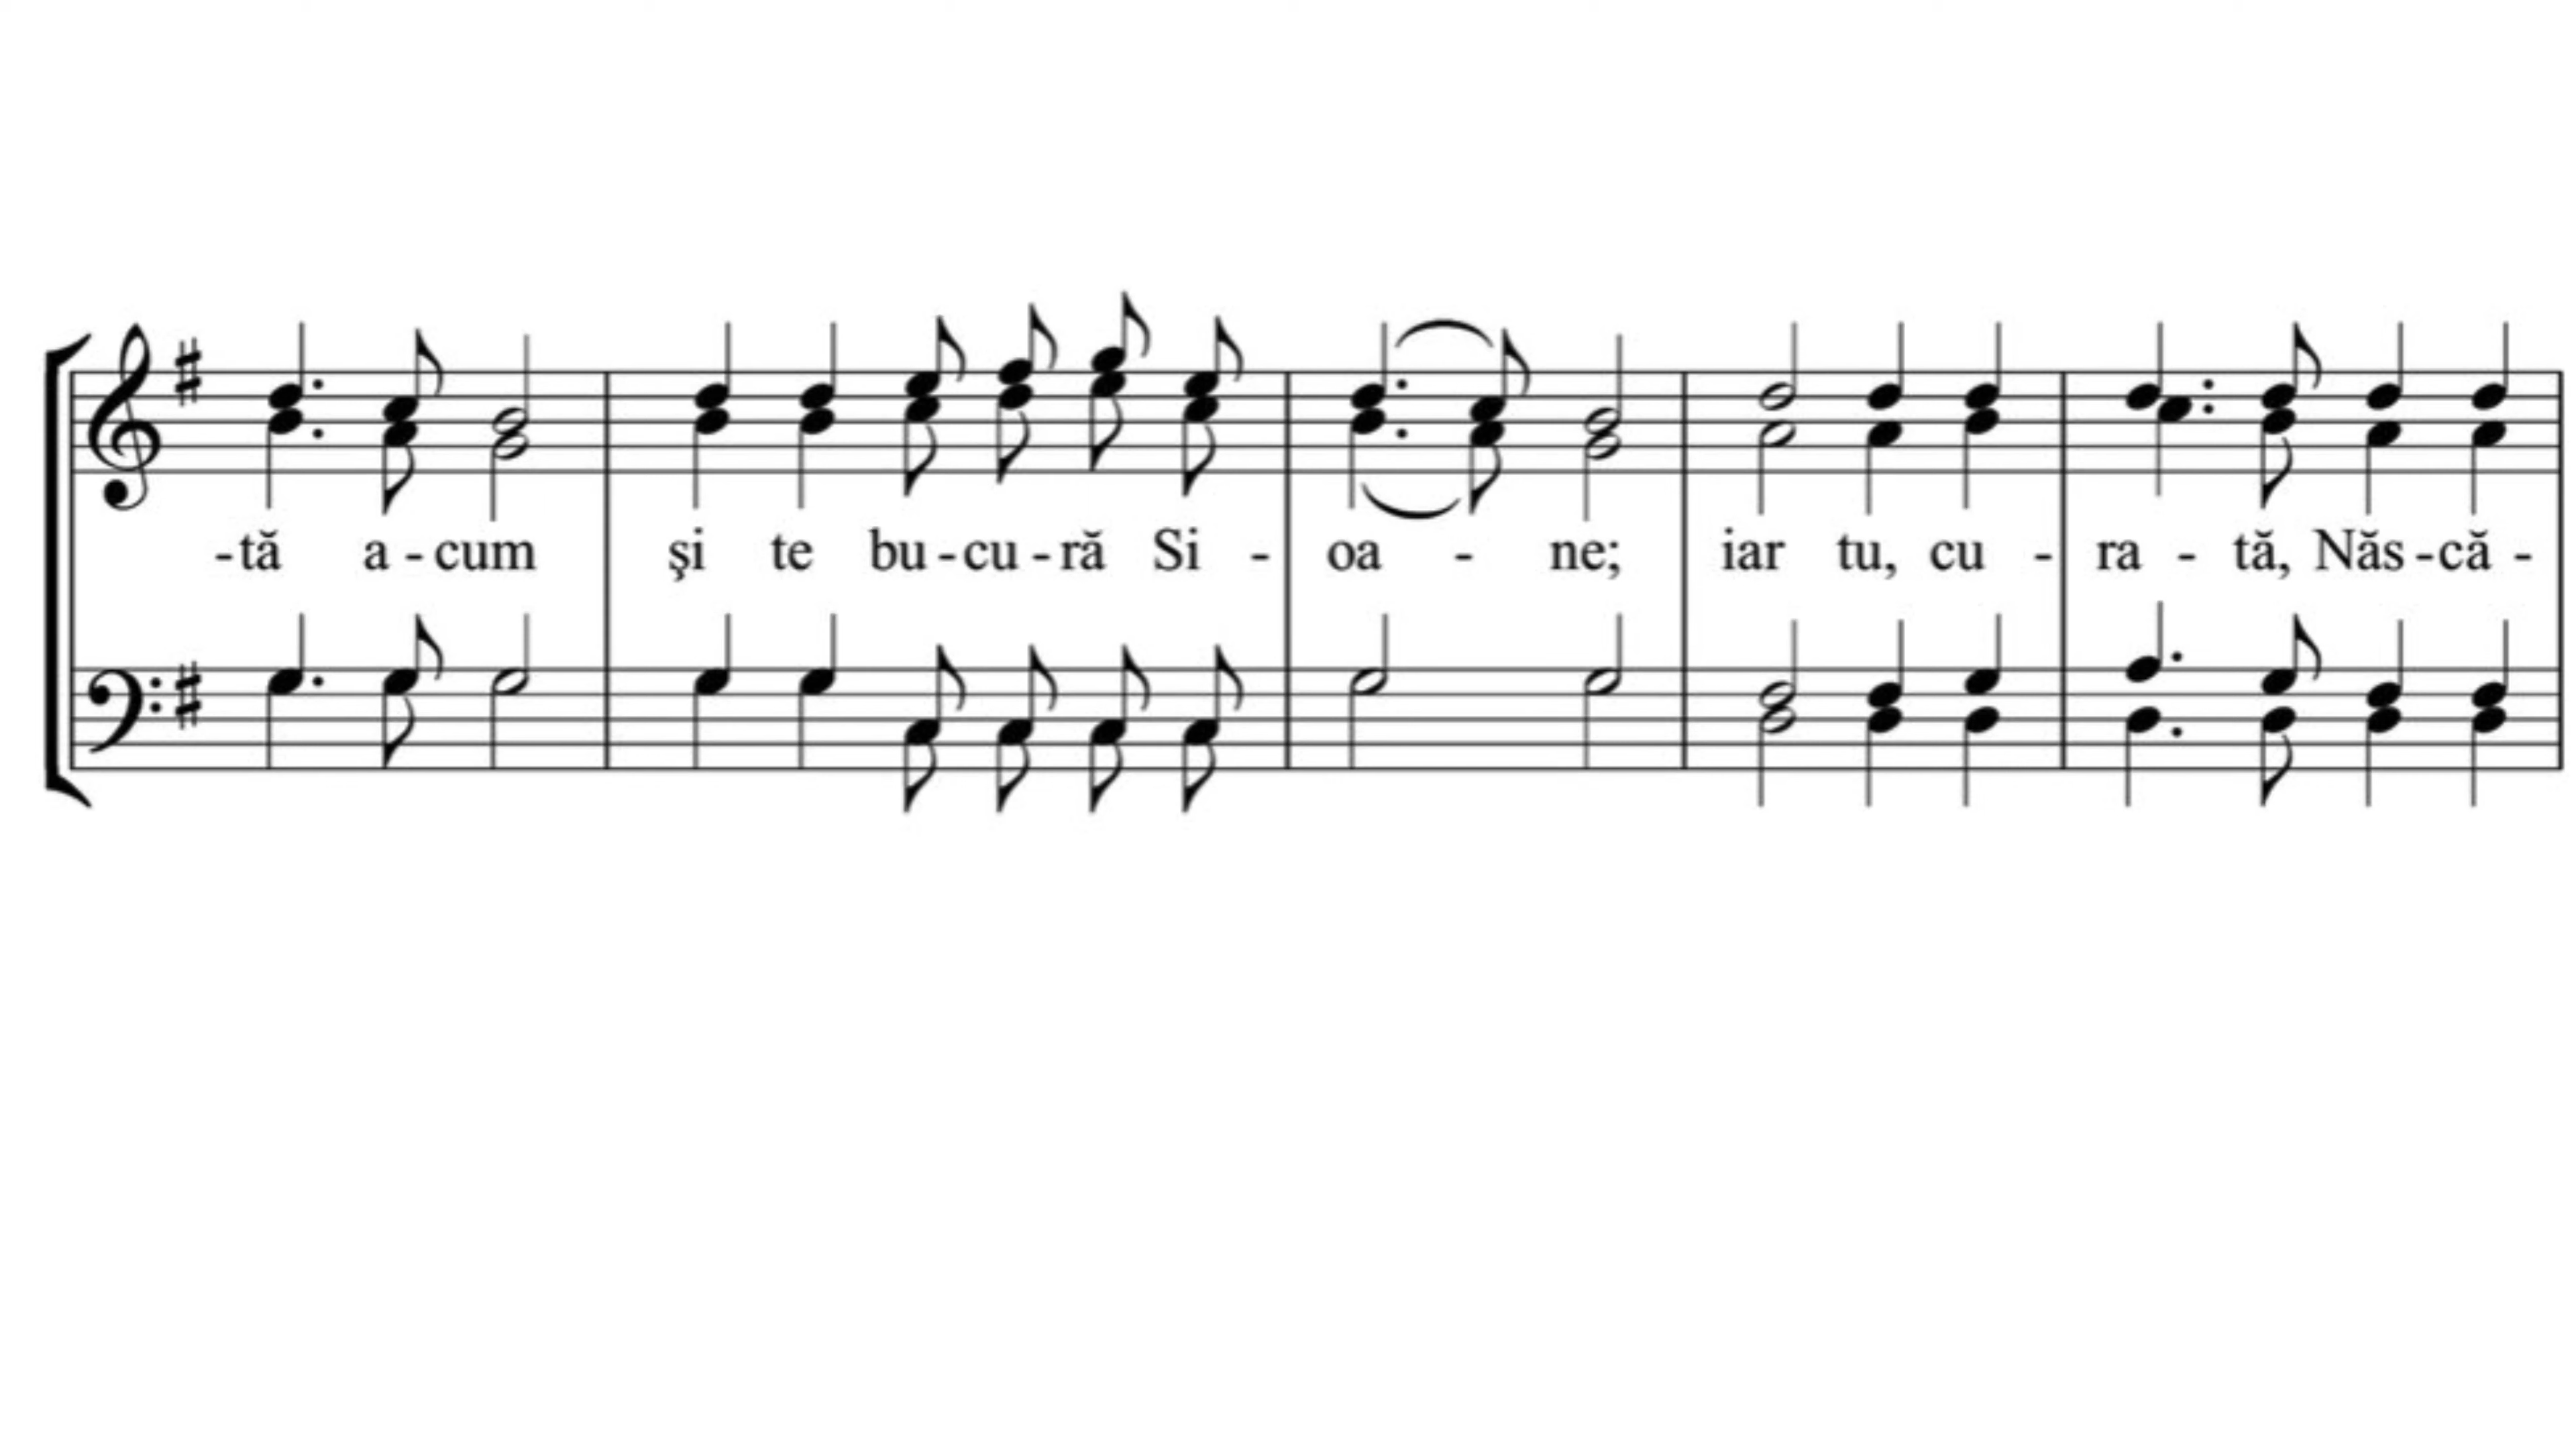 -tă a-cum şi te bu-cu-ră Si - oa - ne; iar tu, cu - ra - tă, Năs-că -